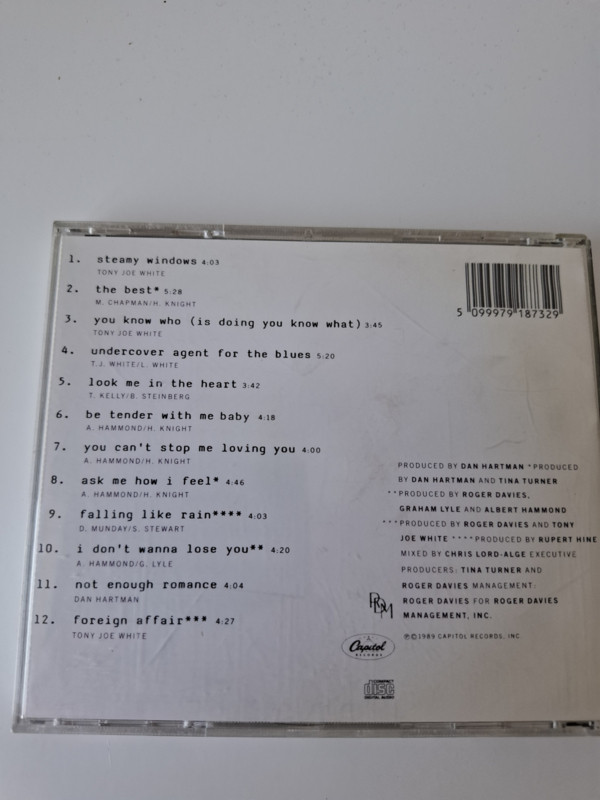 1. steamy windows 4:03
TONY JOE WHITE
2. the best* 5:28
M. CHAPMAN/H. KNIGHT
3. you know who (is doing you know what) 3:45
TONY JOE WHITE
4. undercover agent for the blues 5:20
T.J. WHITE/L. WHITE
5. look me in the heart 3:42
T. KELLY/B. STEINBERG
6. be tender with me baby 4:18
A. HAMMOND/H. KNIGHT
7. you can't stop me loving you 4:00
A. HAMMOND/H. KNIGHT
8. ask me how i feel* 4:46
A. HAMMOND/H. KNIGHT
9. falling like rain**** 4:03
D. MUNDAY/S. STEWART
10. i don't wanna lose you** 4:20
A. HAMMOND/G. LYLE
11. not enough romance 4:04
DAN HARTMAN
12. foreign affair*** 4:27
TONY JOE WHITE
5 099979 187329
PRODUCED BY DAN HARTMAN *PRODUCED
BY DAN HARTMAN AND TINA TURNER
**PRODUCED BY ROGER DAVIES,
GRAHAM LYLE AND ALBERT HAMMOND
***PRODUCED BY ROGER DAVIES AND TONY
JOE WHITE ****PRODUCED BY RUPERT HINE
MIXED BY CHRIS LORD-ALGE EXECUTIVE
PRODUCERS: TINA TURNER AND
ROGER DAVIES MANAGEMENT:
ROGER DAVIES FOR ROGER DAVIES
MANAGEMENT, INC.
℗©1989 CAPITOL RECORDS, INC.
Capitol
RECORDS
COMPACT
disc
DIGITAL AUDIO